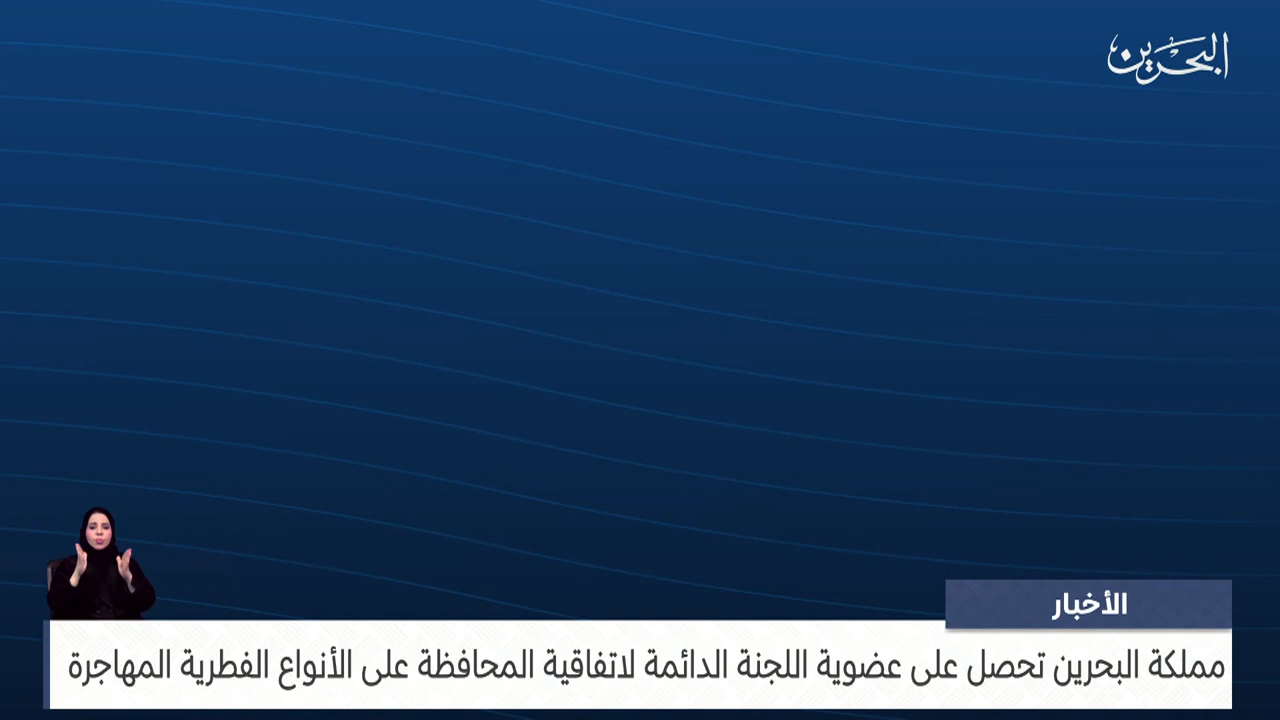 البحرين
الأخبار
مملكة البحرين تحصل على عضوية اللجنة الدائمة لاتفاقية المحافظة على الأنواع الفطرية المهاجرة